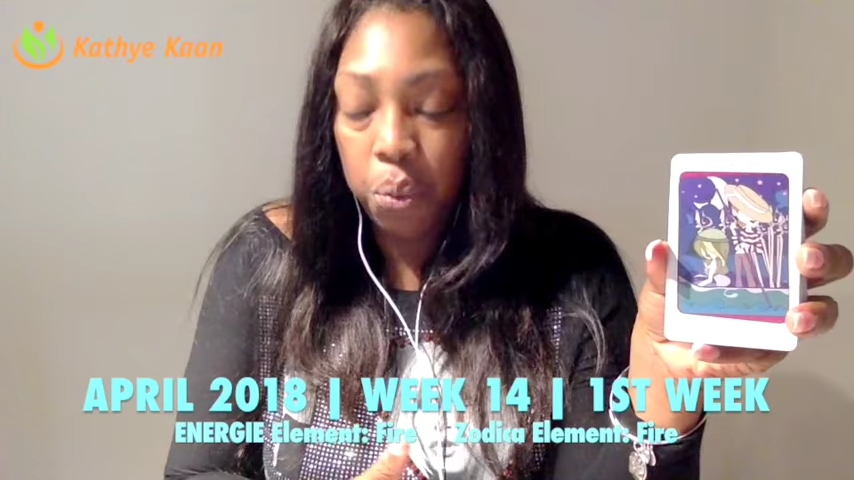 Kathye Kaan
APRIL 2018 | WEEK 14 | 1ST WEEK
ENERGIE Element: Fire Zodica Element: Fire